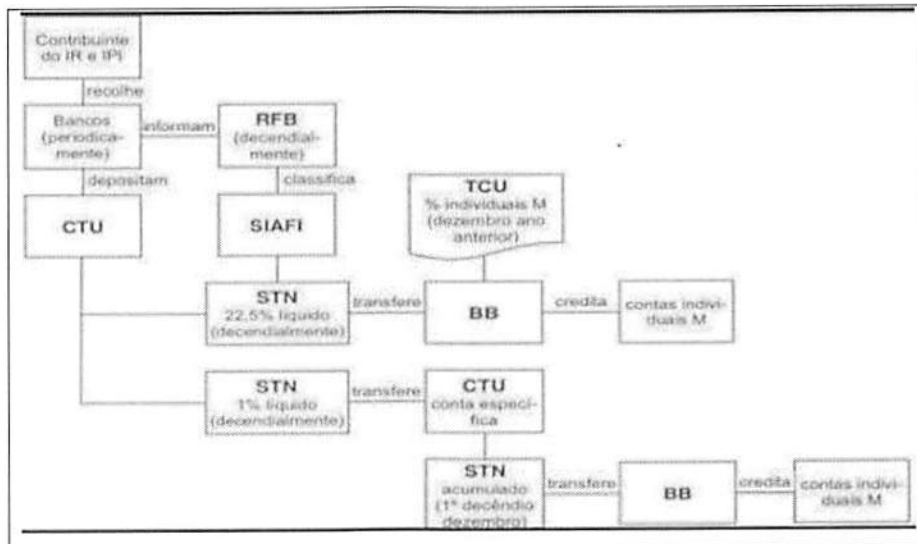 Contribuinte
do IR e IPI
recolhe
Bancos
(periodica-
mente)
informam
RFB
(decendial-
mente)
depositam
classifica
CTU
SIAFI
TCU
% individuais M
(dezembro ano
anterior)
STN
22,5% líquido
(decendialmente)
transfere
BB
credita
contas indivi-
duais M
STN
1% líquido
(decendialmente)
transfere
CTU
conta especí-
fica
STN
acumulado
(1º decêndio
dezembro)
transfere
BB
credita
contas indivi-
duais M